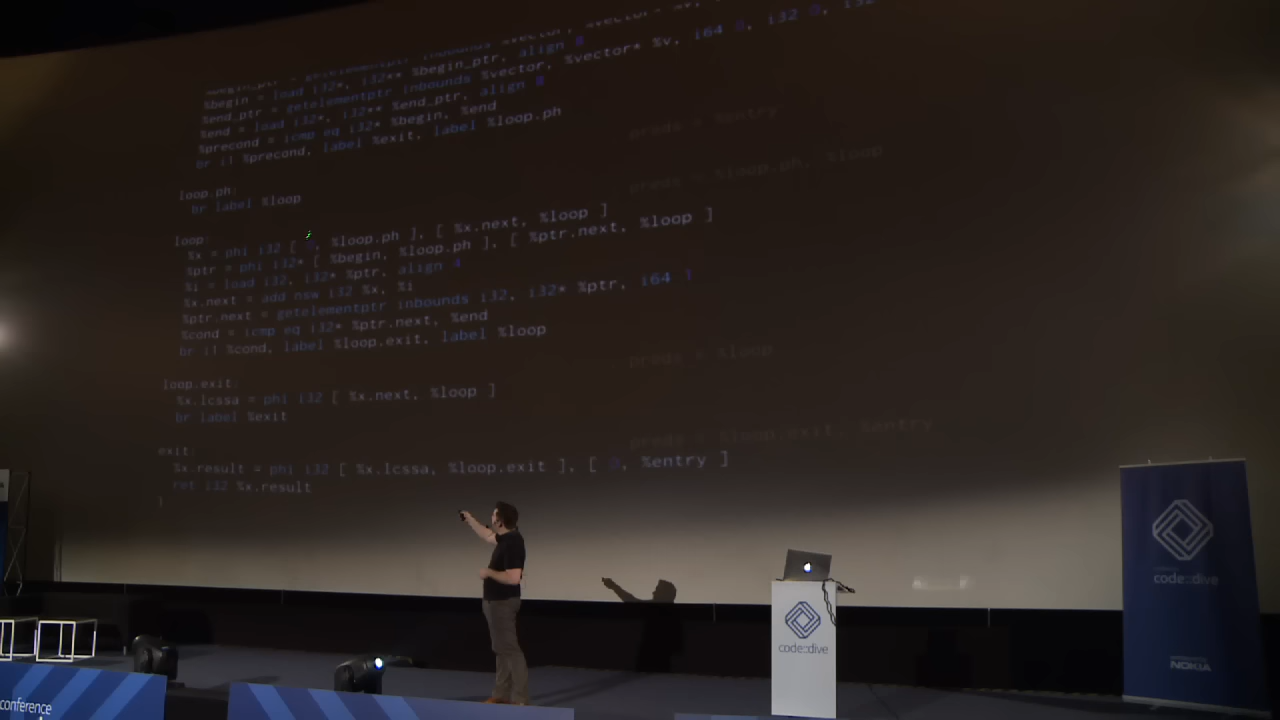 %begin_ptr = getelementptr inbounds %vector, %vector* %v,
%begin = load i32*, i32** %begin_ptr, align 8
%end_ptr = getelementptr inbounds %vector, %vector* %v, i64 0, i32 0,
%end = load i32*, i32** %end_ptr, align 8
%precond = icmp eq i32* %begin, %end
br i1 %precond, label %exit, label %loop.ph
preds = %entry
loop.ph:
br label %loop
preds = %loop.ph, %loop
loop:
%x = phi i32 [ 0, %loop.ph ], [ %x.next, %loop ]
%ptr = phi i32* [ %begin, %loop.ph ], [ %ptr.next, %loop ]
%i = load i32, i32* %ptr, align 4
%x.next = add nsw i32 %x, %i
%ptr.next = getelementptr inbounds i32, i32* %ptr, i64 1
%cond = icmp eq i32* %ptr.next, %end
br i1 %cond, label %loop.exit, label %loop
preds = %loop
loop.exit:
%x.lcssa = phi i32 [ %x.next, %loop ]
br label %exit
preds = %loop.exit, %entry
exit:
%x.result = phi i32 [ %x.lcssa, %loop.exit ], [ 0, %entry ]
ret i32 %x.result
}
code::dive
NOKIA
code::dive
conference